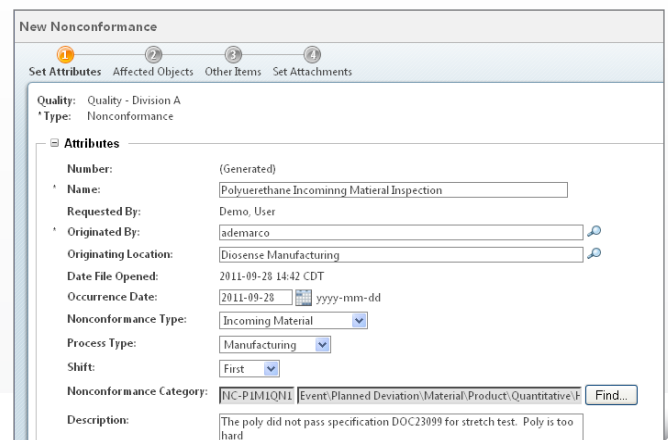 New Nonconformance
1 2 3 4
Set Attributes Affected Objects Other Items Set Attachments
Quality: Quality - Division A
* Type: Nonconformance
Attributes
Number: (Generated)
* Name: Polyuerethane Incominng Matieral Inspection
Requested By: Demo, User
* Originated By: ademarco
Originating Location: Diosense Manufacturing
Date File Opened: 2011-09-28 14:42 CDT
Occurrence Date: 2011-09-28 yyyy-mm-dd
Nonconformance Type: Incoming Material
Process Type: Manufacturing
Shift: First
Nonconformance Category: NC-P1M1QN1 Event\Planned Deviation\Material\Product\Quantitative\H Find...
Description: The poly did not pass specification DOC23099 for stretch test. Poly is too
hard